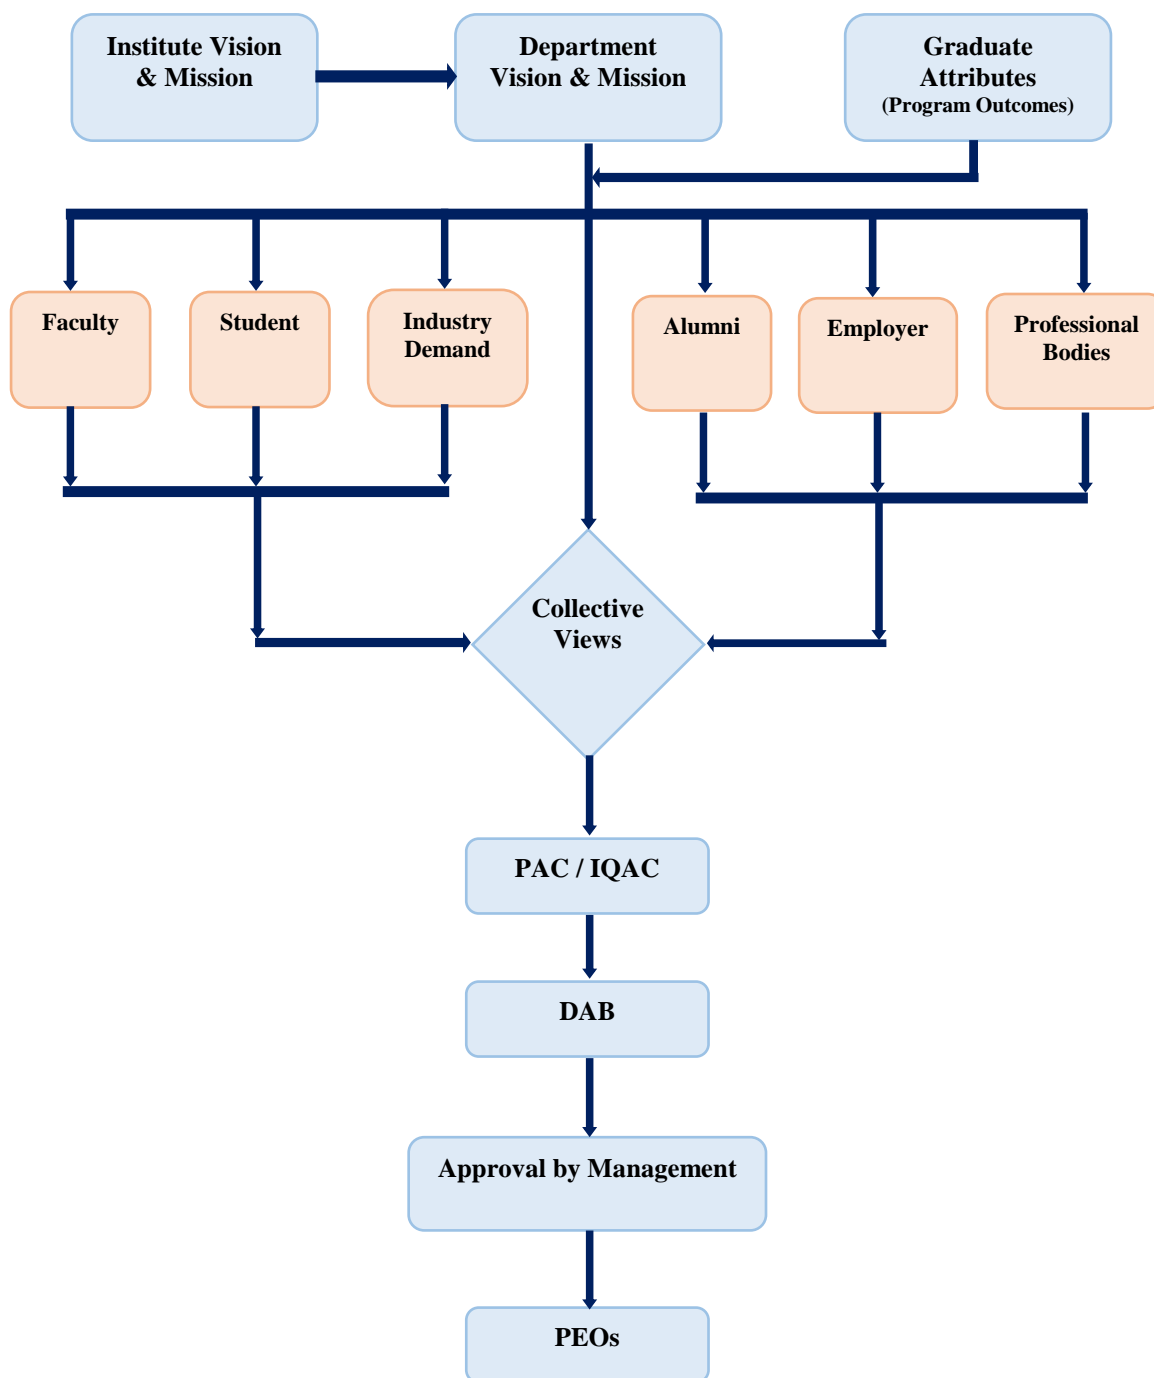 Institute Vision
& Mission
Department
Vision & Mission
Graduate
Attributes
(Program Outcomes)
Faculty
Student
Industry
Demand
Alumni
Employer
Professional
Bodies
Collective
Views
PAC / IQAC
DAB
Approval by Management
PEOs